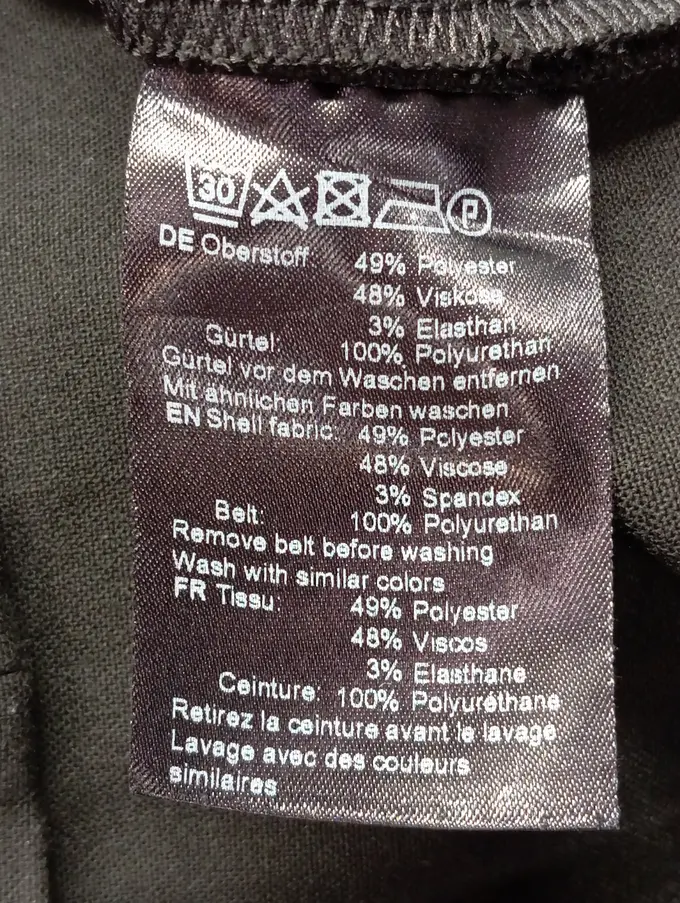 30 P
DE Oberstoff: 49% Polyester
48% Viskose
3% Elasthan
Gürtel: 100% Polyurethan
Gürtel vor dem Waschen entfernen
Mit ähnlichen Farben waschen
EN Shell fabric: 49% Polyester
48% Viscose
3% Spandex
Belt: 100% Polyurethan
Remove belt before washing
Wash with similar colors
FR Tissu: 49% Polyester
48% Viscos
3% Elasthane
Ceinture: 100% Polyuréthane
Retirez la ceinture avant le lavage
Lavage avec des couleurs
similaires